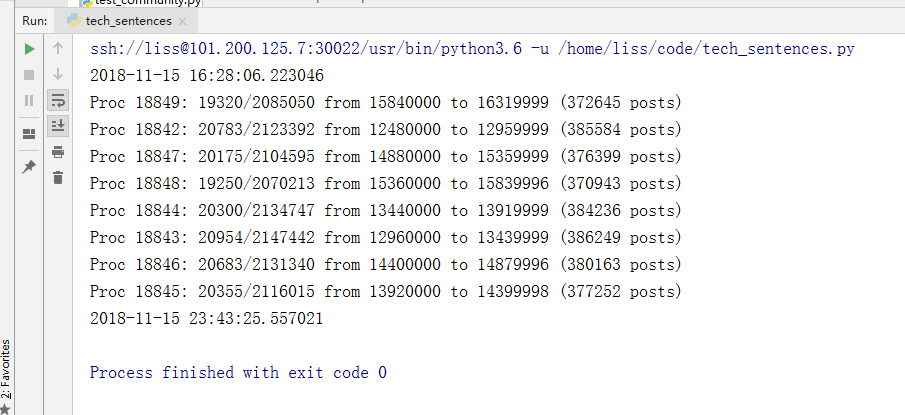 test_community.py
Run: tech_sentences
ssh://liss@101.200.125.7:30022/usr/bin/python3.6 -u /home/liss/code/tech_sentences.py
2018-11-15 16:28:06.223046
Proc 18849: 19320/2085050 from 15840000 to 16319999 (372645 posts)
Proc 18842: 20783/2123392 from 12480000 to 12959999 (385584 posts)
Proc 18847: 20175/2104595 from 14880000 to 15359999 (376399 posts)
Proc 18848: 19250/2070213 from 15360000 to 15839996 (370943 posts)
Proc 18844: 20300/2134747 from 13440000 to 13919999 (384236 posts)
Proc 18843: 20954/2147442 from 12960000 to 13439999 (386249 posts)
Proc 18846: 20683/2131340 from 14400000 to 14879996 (380163 posts)
Proc 18845: 20355/2116015 from 13920000 to 14399998 (377252 posts)
2018-11-15 23:43:25.557021
Process finished with exit code 0
2: Favorites